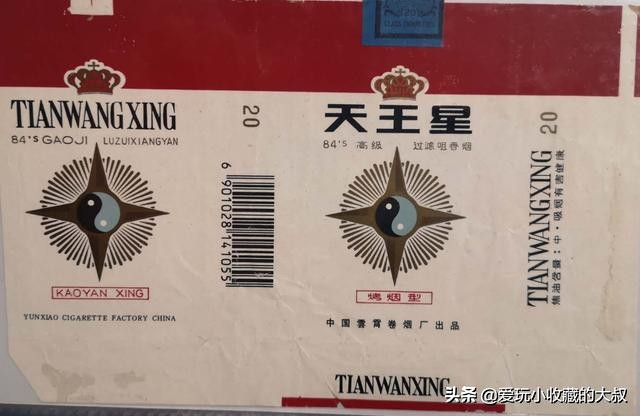 120
TIANWANG XING
84'S GAOJI LUZUIXIANGYAN
KAOYAN XING
YUNXIAO CIGARETTE FACTORY CHINA
20
6 901028 141055
天王星
84'S 高级 过滤咀香烟
烤烟型
中国雲霄卷烟厂出品
TIANWANXING
20
TIANWANGXING
焦油含量：中·吸烟有害健康
头条 @爱玩小收藏的大叔